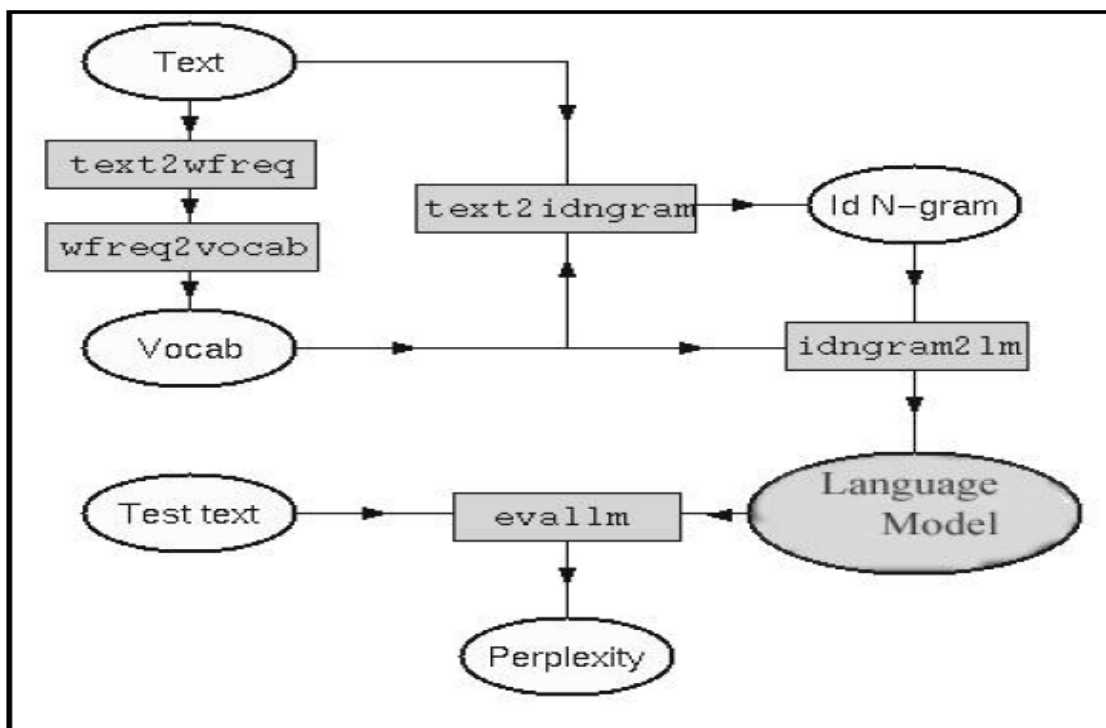 Text
text2wfreq
text2idngram
Id N-gram
wfreq2vocab
Vocab
idngram2lm
Language
Model
Test text
evallm
Perplexity